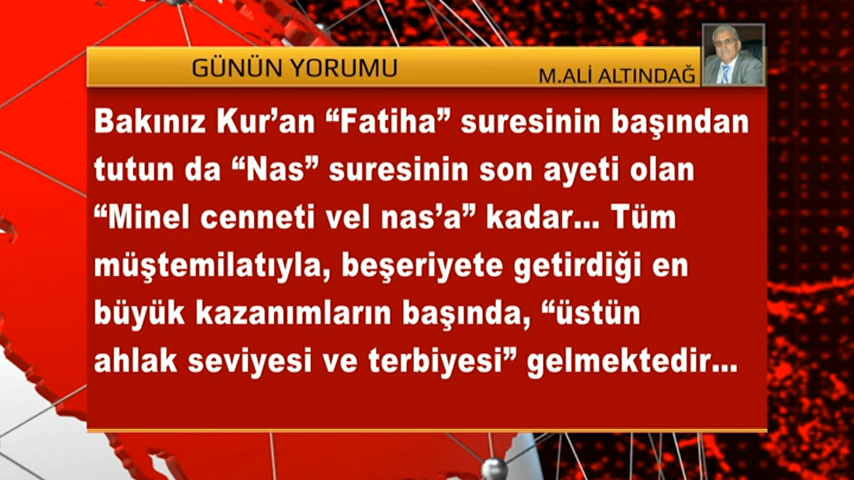 GÜNÜN YORUMU
M.ALİ ALTINDAĞ
Bakınız Kur’an “Fatiha” suresinin başından
tutun da “Nas” suresinin son ayeti olan
“Minel cenneti vel nas’a” kadar... Tüm
müştemilatıyla, beşeriyete getirdiği en
büyük kazanımların başında, “üstün
ahlak seviyesi ve terbiyesi” gelmektedir...